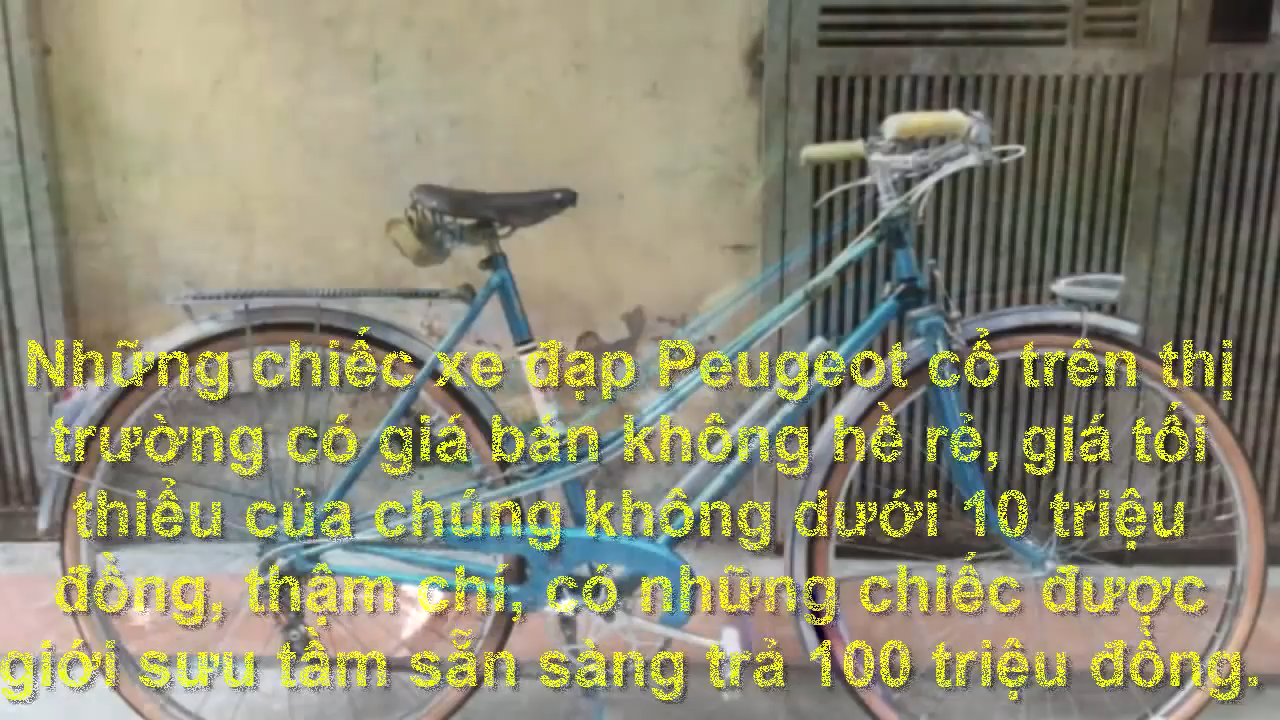 Những chiếc xe đạp Peugeot cổ trên thị
trường có giá bán không hề rẻ, giá tối
thiểu của chúng không dưới 10 triệu
đồng, thậm chí, có những chiếc được
giới sưu tầm sẵn sàng trả 100 triệu đồng.